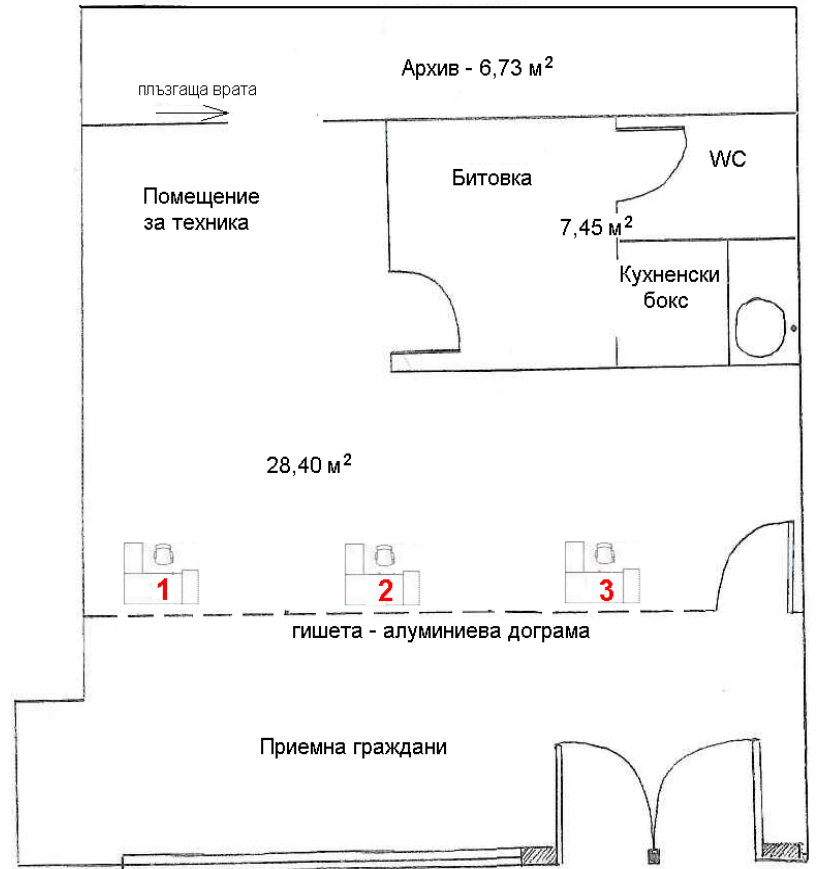 Архив - 6,73 м²
плъзгаща врата
WC
Битовка
Помещение
за техника
7,45 м²
Кухненски
бокс
28,40 м²
1
2
3
гишета - алуминиева дограма
Приемна граждани